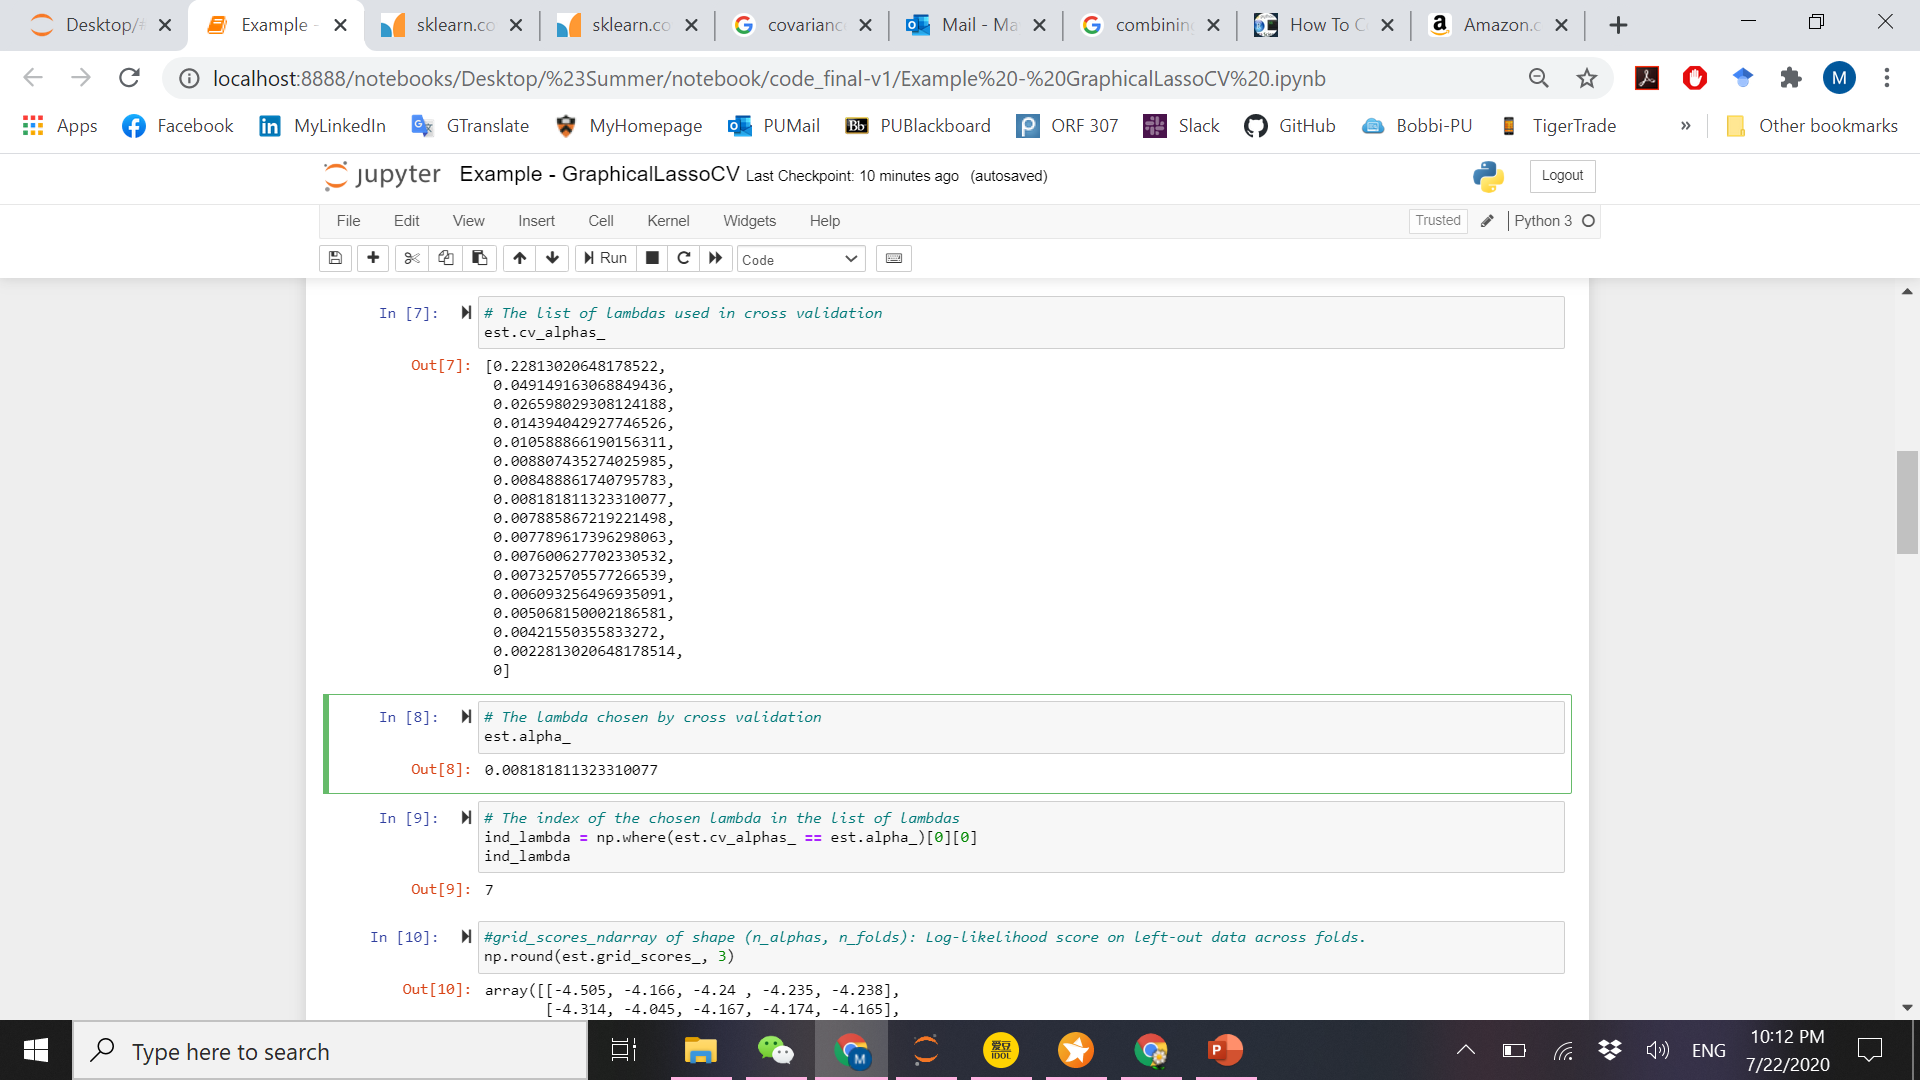 Desktop/#
Example -
sklearn.co
sklearn.co
covariance
Mail - Ma
combining
How To C
Amazon.c
localhost:8888/notebooks/Desktop/%23Summer/notebook/code_final-v1/Example%20-%20GraphicalLassoCV%20.ipynb
M
Apps
Facebook
MyLinkedIn
GTranslate
MyHomepage
PUMail
Bb PUBlackboard
ORF 307
Slack
GitHub
Bobbi-PU
TigerTrade
»
Other bookmarks
jupyter Example - GraphicalLassoCV Last Checkpoint: 10 minutes ago (autosaved)
Logout
File Edit View Insert Cell Kernel Widgets Help
Trusted
Python 3
Run
Code
In [7]: # The list of lambdas used in cross validation
est.cv_alphas_
Out[7]: [0.22813020648178522,
0.049149163068849436,
0.026598029308124188,
0.014394042927746526,
0.010588866190156311,
0.008807435274025985,
0.008488861740795783,
0.008181811323310077,
0.007885867219221498,
0.007789617396298063,
0.007600627702330532,
0.007325705577266539,
0.006093256496935091,
0.005068150002186581,
0.00421550355833272,
0.0022813020648178514,
0]
In [8]: # The lambda chosen by cross validation
est.alpha_
Out[8]: 0.008181811323310077
In [9]: # The index of the chosen lambda in the list of lambdas
ind_lambda = np.where(est.cv_alphas_ == est.alpha_)[0][0]
ind_lambda
Out[9]: 7
In [10]: #grid_scores_ndarray of shape (n_alphas, n_folds): Log-likelihood score on left-out data across folds.
np.round(est.grid_scores_, 3)
Out[10]: array([[-4.505, -4.166, -4.24 , -4.235, -4.238],
[-4.314, -4.045, -4.167, -4.174, -4.165],
Type here to search
M
爱豆
IDOL
P
ENG
10:12 PM
7/22/2020